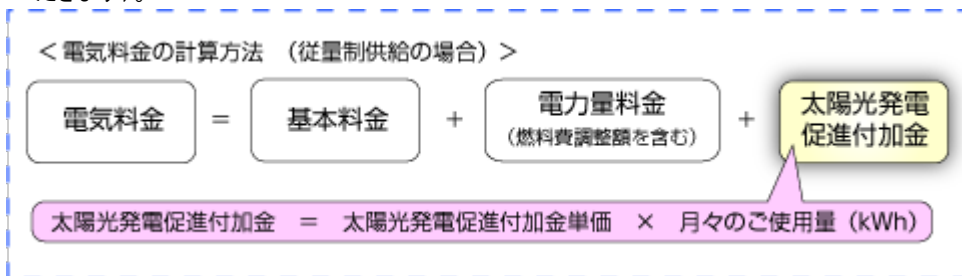 ＜電気料金の計算方法 （従量制供給の場合）＞
電気料金 ＝ 基本料金 ＋ 電力量料金 （燃料費調整額を含む） ＋ 太陽光発電 促進付加金
太陽光発電促進付加金 ＝ 太陽光発電促進付加金単価 × 月々のご使用量（kWh）